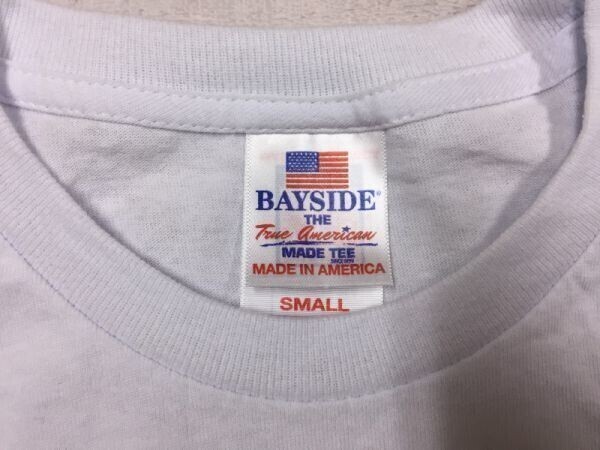 BAYSIDE®
THE
True American
MADE TEE
MADE IN AMERICA
SMALL